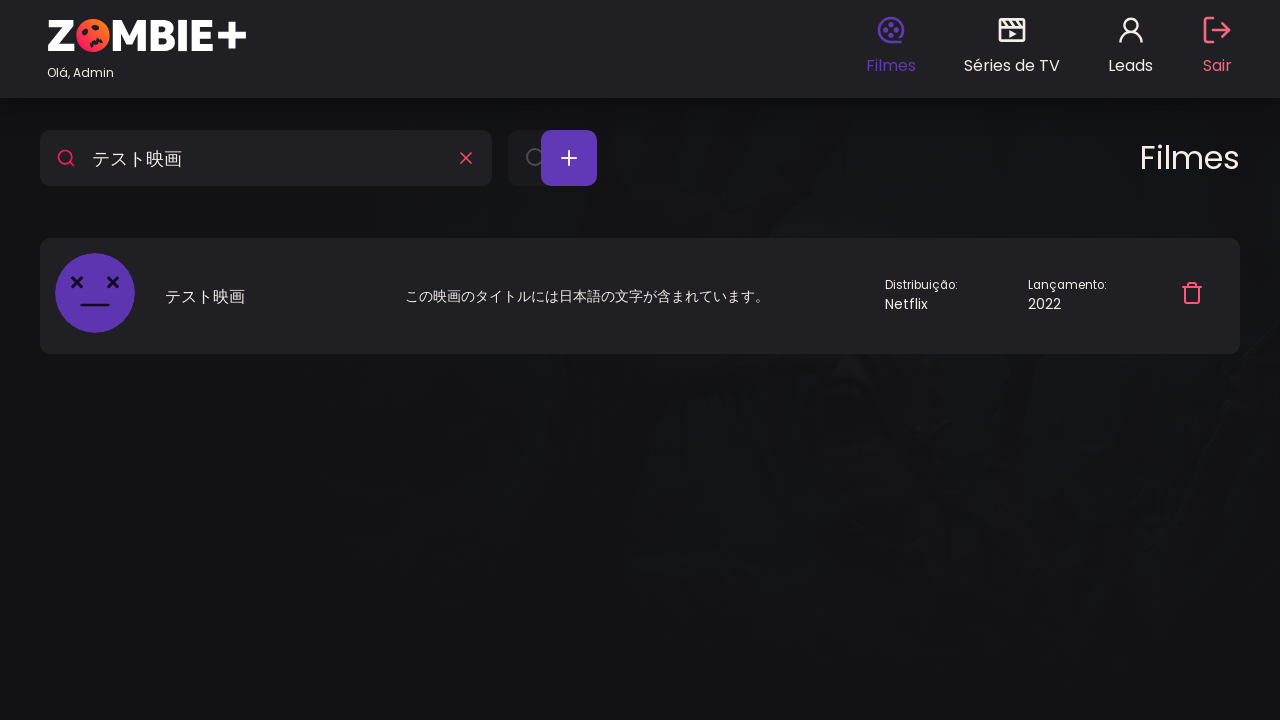 ZOMBIE+
Olá, Admin
Filmes
Séries de TV
Leads
Sair
テスト映画
Filmes
テスト映画
この映画のタイトルには日本語の文字が含まれています。
Distribuição:
Netflix
Lançamento:
2022